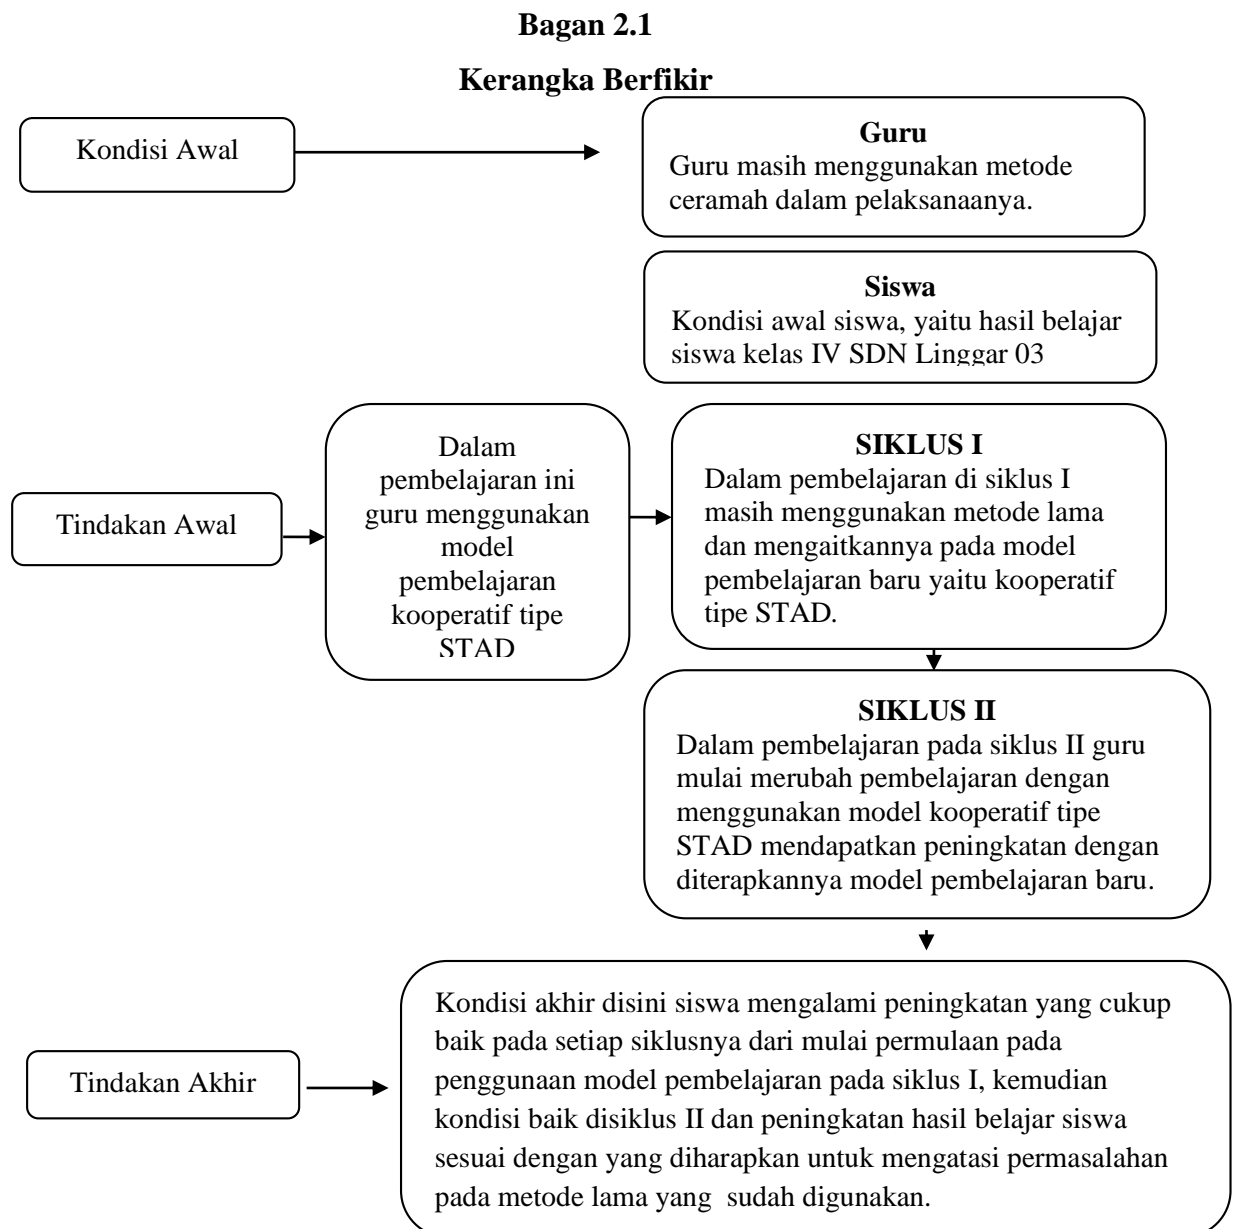 Bagan 2.1
Kerangka Berfikir
Kondisi Awal
Guru
Guru masih menggunakan metode
ceramah dalam pelaksanaanya.
Siswa
Kondisi awal siswa, yaitu hasil belajar
siswa kelas IV SDN Linggar 03
Tindakan Awal
Dalam
pembelajaran ini
guru menggunakan
model
pembelajaran
kooperatif tipe
STAD
SIKLUS I
Dalam pembelajaran di siklus I
masih menggunakan metode lama
dan mengaitkannya pada model
pembelajaran baru yaitu kooperatif
tipe STAD.
SIKLUS II
Dalam pembelajaran pada siklus II guru
mulai merubah pembelajaran dengan
menggunakan model kooperatif tipe
STAD mendapatkan peningkatan dengan
diterapkannya model pembelajaran baru.
Tindakan Akhir
Kondisi akhir disini siswa mengalami peningkatan yang cukup
baik pada setiap siklusnya dari mulai permulaan pada
penggunaan model pembelajaran pada siklus I, kemudian
kondisi baik disiklus II dan peningkatan hasil belajar siswa
sesuai dengan yang diharapkan untuk mengatasi permasalahan
pada metode lama yang  sudah digunakan.